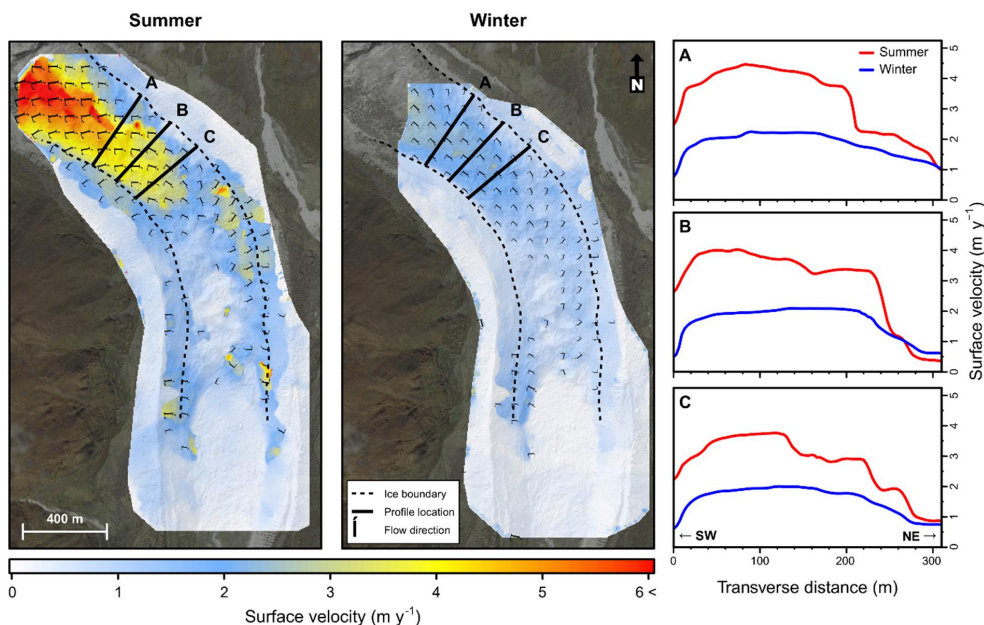 Summer
Winter
A
B
C
A
B
C
N
400 m
Ice boundary
Profile location
Flow direction
0 1 2 3 4 5 6 <
Surface velocity (m y⁻¹)
A
Summer
Winter
5
4
3
2
1
0
B
5
4
3
2
1
0
C
5
4
3
2
1
0
← SW
NE →
0 100 200 300
Transverse distance (m)
Surface velocity (m y⁻¹)